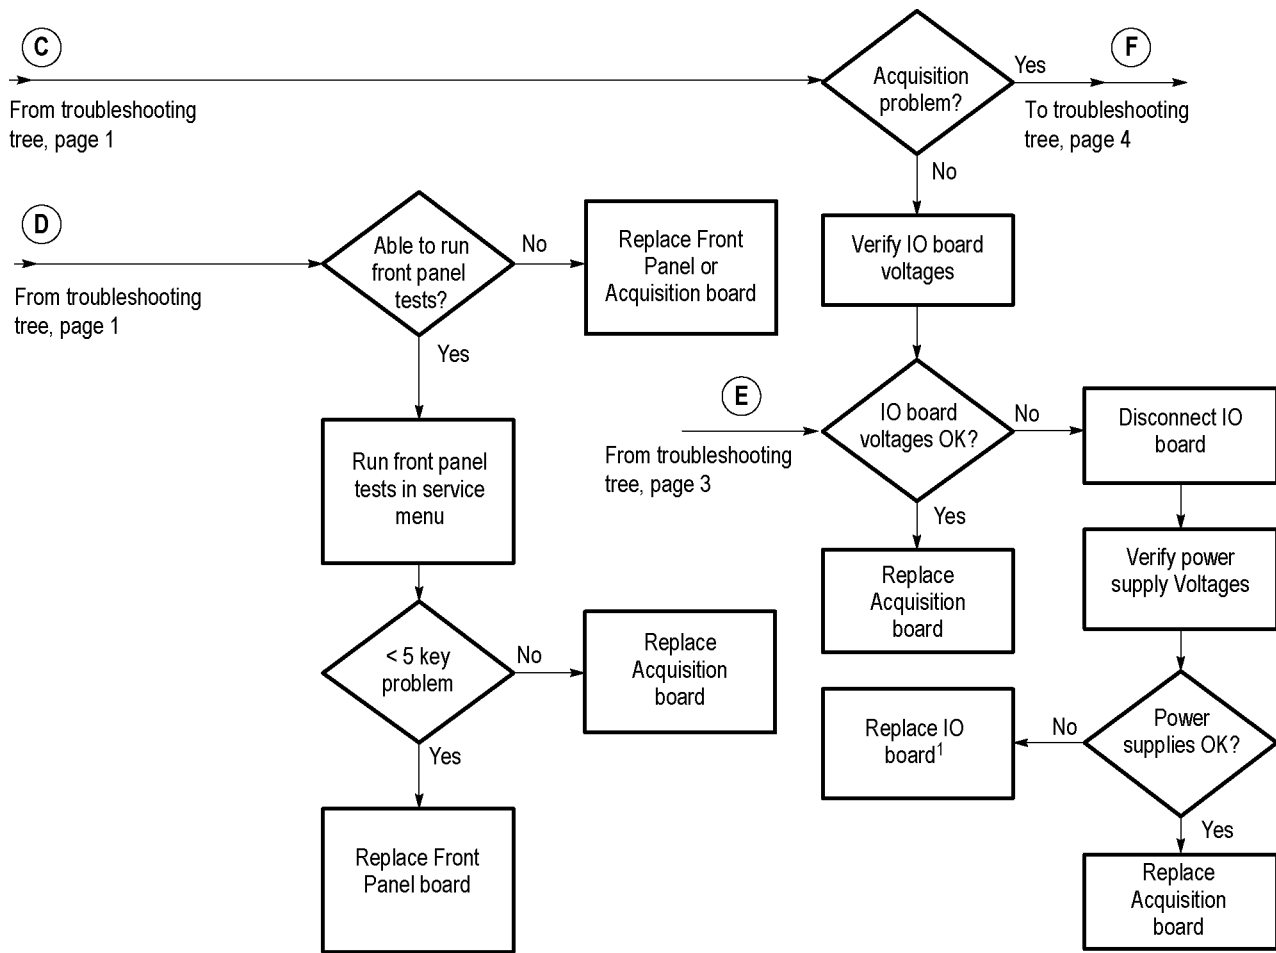 C
From troubleshooting
tree, page 1
Acquisition
problem?
Yes
F
To troubleshooting
tree, page 4
No
D
From troubleshooting
tree, page 1
Able to run
front panel
tests?
No
Replace Front
Panel or
Acquisition board
Yes
Verify IO board
voltages
Run front panel
tests in service
menu
E
From troubleshooting
tree, page 3
IO board
voltages OK?
No
Disconnect IO
board
Yes
Verify power
supply Voltages
Replace
Acquisition
board
< 5 key
problem
No
Replace
Acquisition
board
Yes
Replace Front
Panel board
Power
supplies OK?
No
Replace IO
board¹
Yes
Replace
Acquisition
board